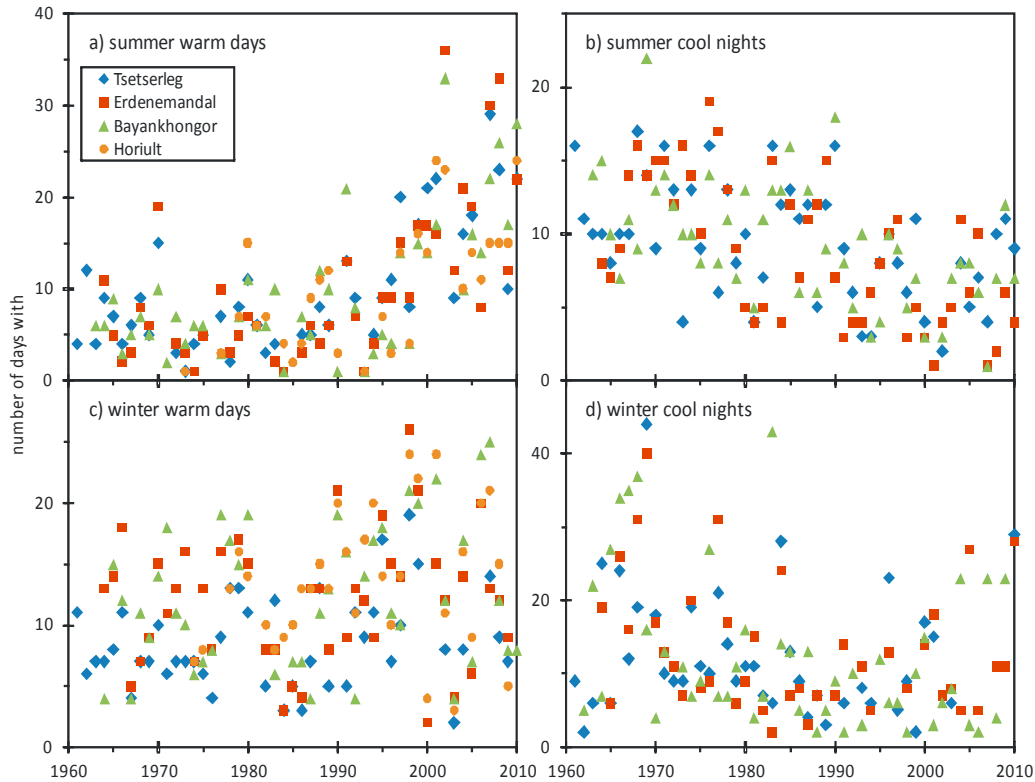 40
a) summer warm days
Tsetserleg
Erdenemandal
Bayankhongor
Horiult
30
20
10
0
b) summer cool nights
20
10
0
number of days with
c) winter warm days
20
10
0
1960 1970 1980 1990 2000 2010
d) winter cool nights
40
20
0
1960 1970 1980 1990 2000 2010